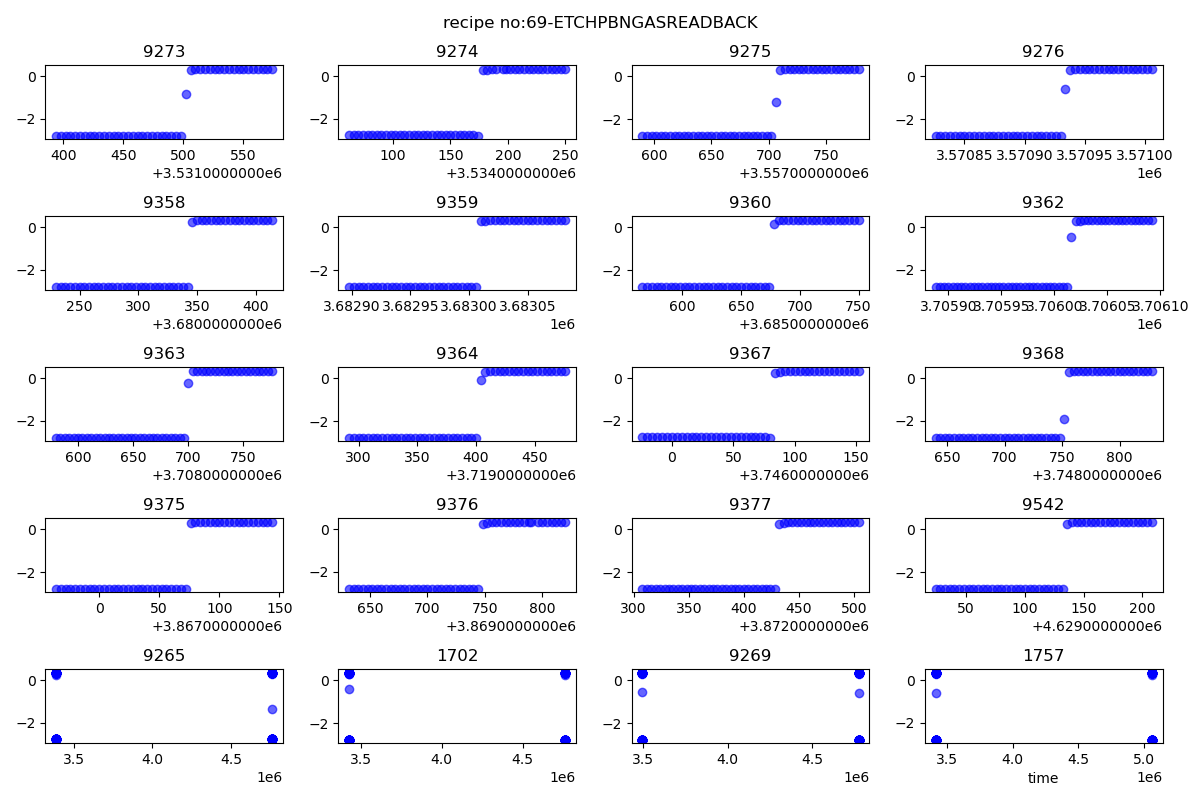 recipe no:69-ETCHPBNGASREADBACK
9273 9274 9275 9276
0 0 0 0
−2 −2 −2 −2
400 450 500 550 100 150 200 250 600 650 700 750 3.57085 3.57090 3.57095 3.57100
+3.5310000000e6 +3.5340000000e6 +3.5570000000e6 1e6
9358 9359 9360 9362
0 0 0 0
−2 −2 −2 −2
250 300 350 400 3.68290 3.68295 3.68300 3.68305 600 650 700 750 3.70590 3.70595 3.70600 3.70605 3.70610
+3.6800000000e6 1e6 +3.6850000000e6 1e6
9363 9364 9367 9368
0 0 0 0
−2 −2 −2 −2
600 650 700 750 300 350 400 450 0 50 100 150 650 700 750 800
+3.7080000000e6 +3.7190000000e6 +3.7460000000e6 +3.7480000000e6
9375 9376 9377 9542
0 0 0 0
−2 −2 −2 −2
0 50 100 150 650 700 750 800 300 350 400 450 500 50 100 150 200
+3.8670000000e6 +3.8690000000e6 +3.8720000000e6 +4.6290000000e6
9265 1702 9269 1757
0 0 0 0
−2 −2 −2 −2
3.5 4.0 4.5 3.5 4.0 4.5 3.5 4.0 4.5 3.5 4.0 4.5 5.0
1e6 1e6 1e6 time 1e6